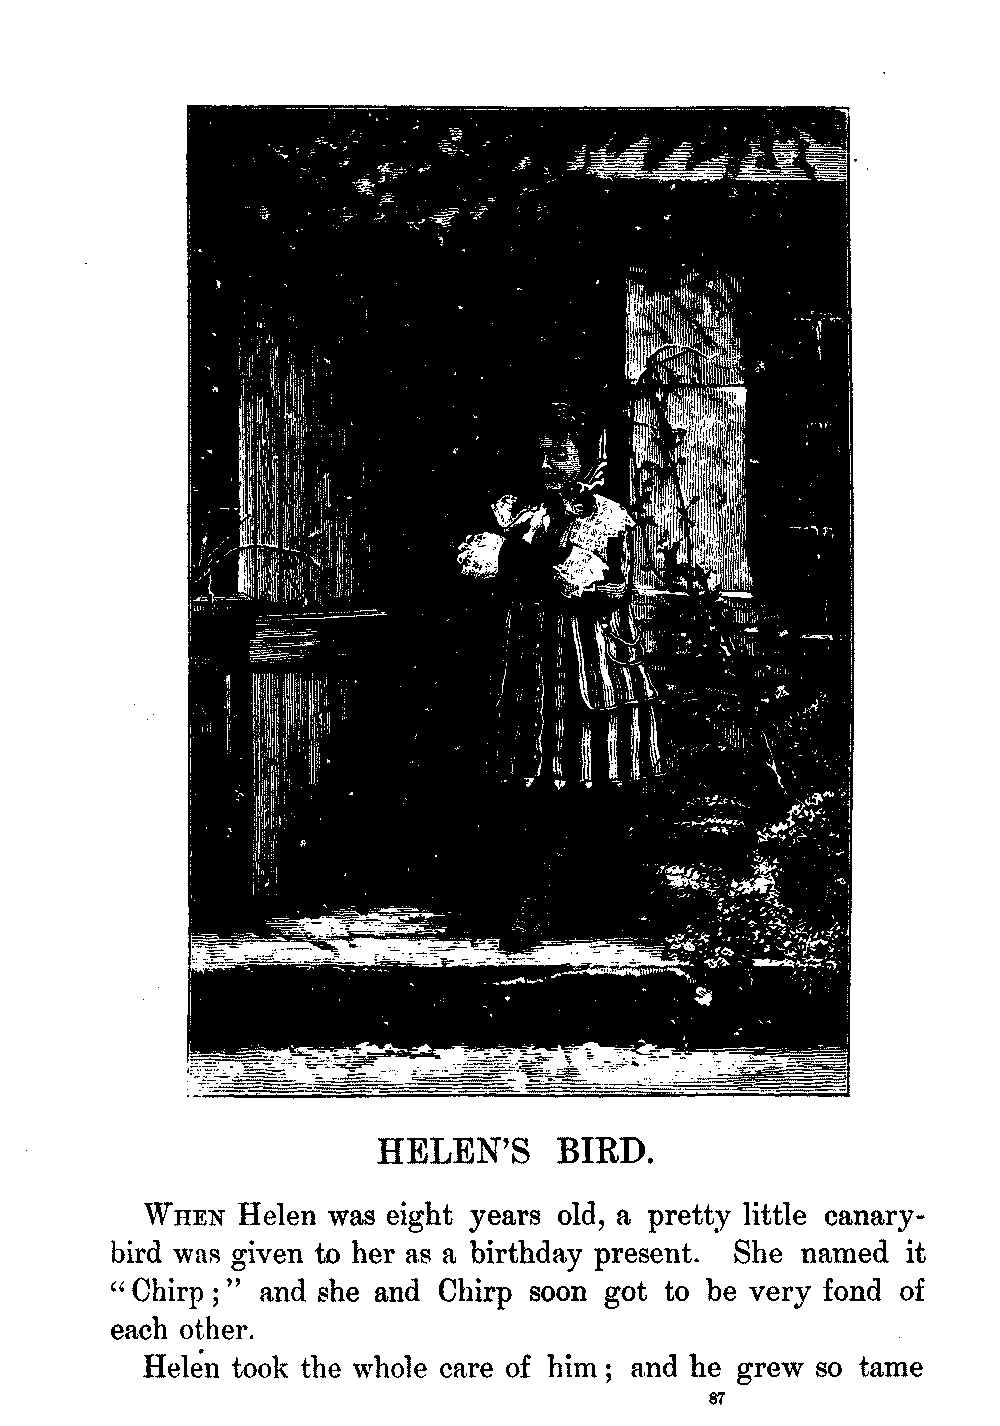 HELEN'S BIRD.
WHEN Helen was eight years old, a pretty little canary-
bird was given to her as a birthday present. She named it
"Chirp;" and she and Chirp soon got to be very fond of
each other.
Helen took the whole care of him; and he grew so tame
87